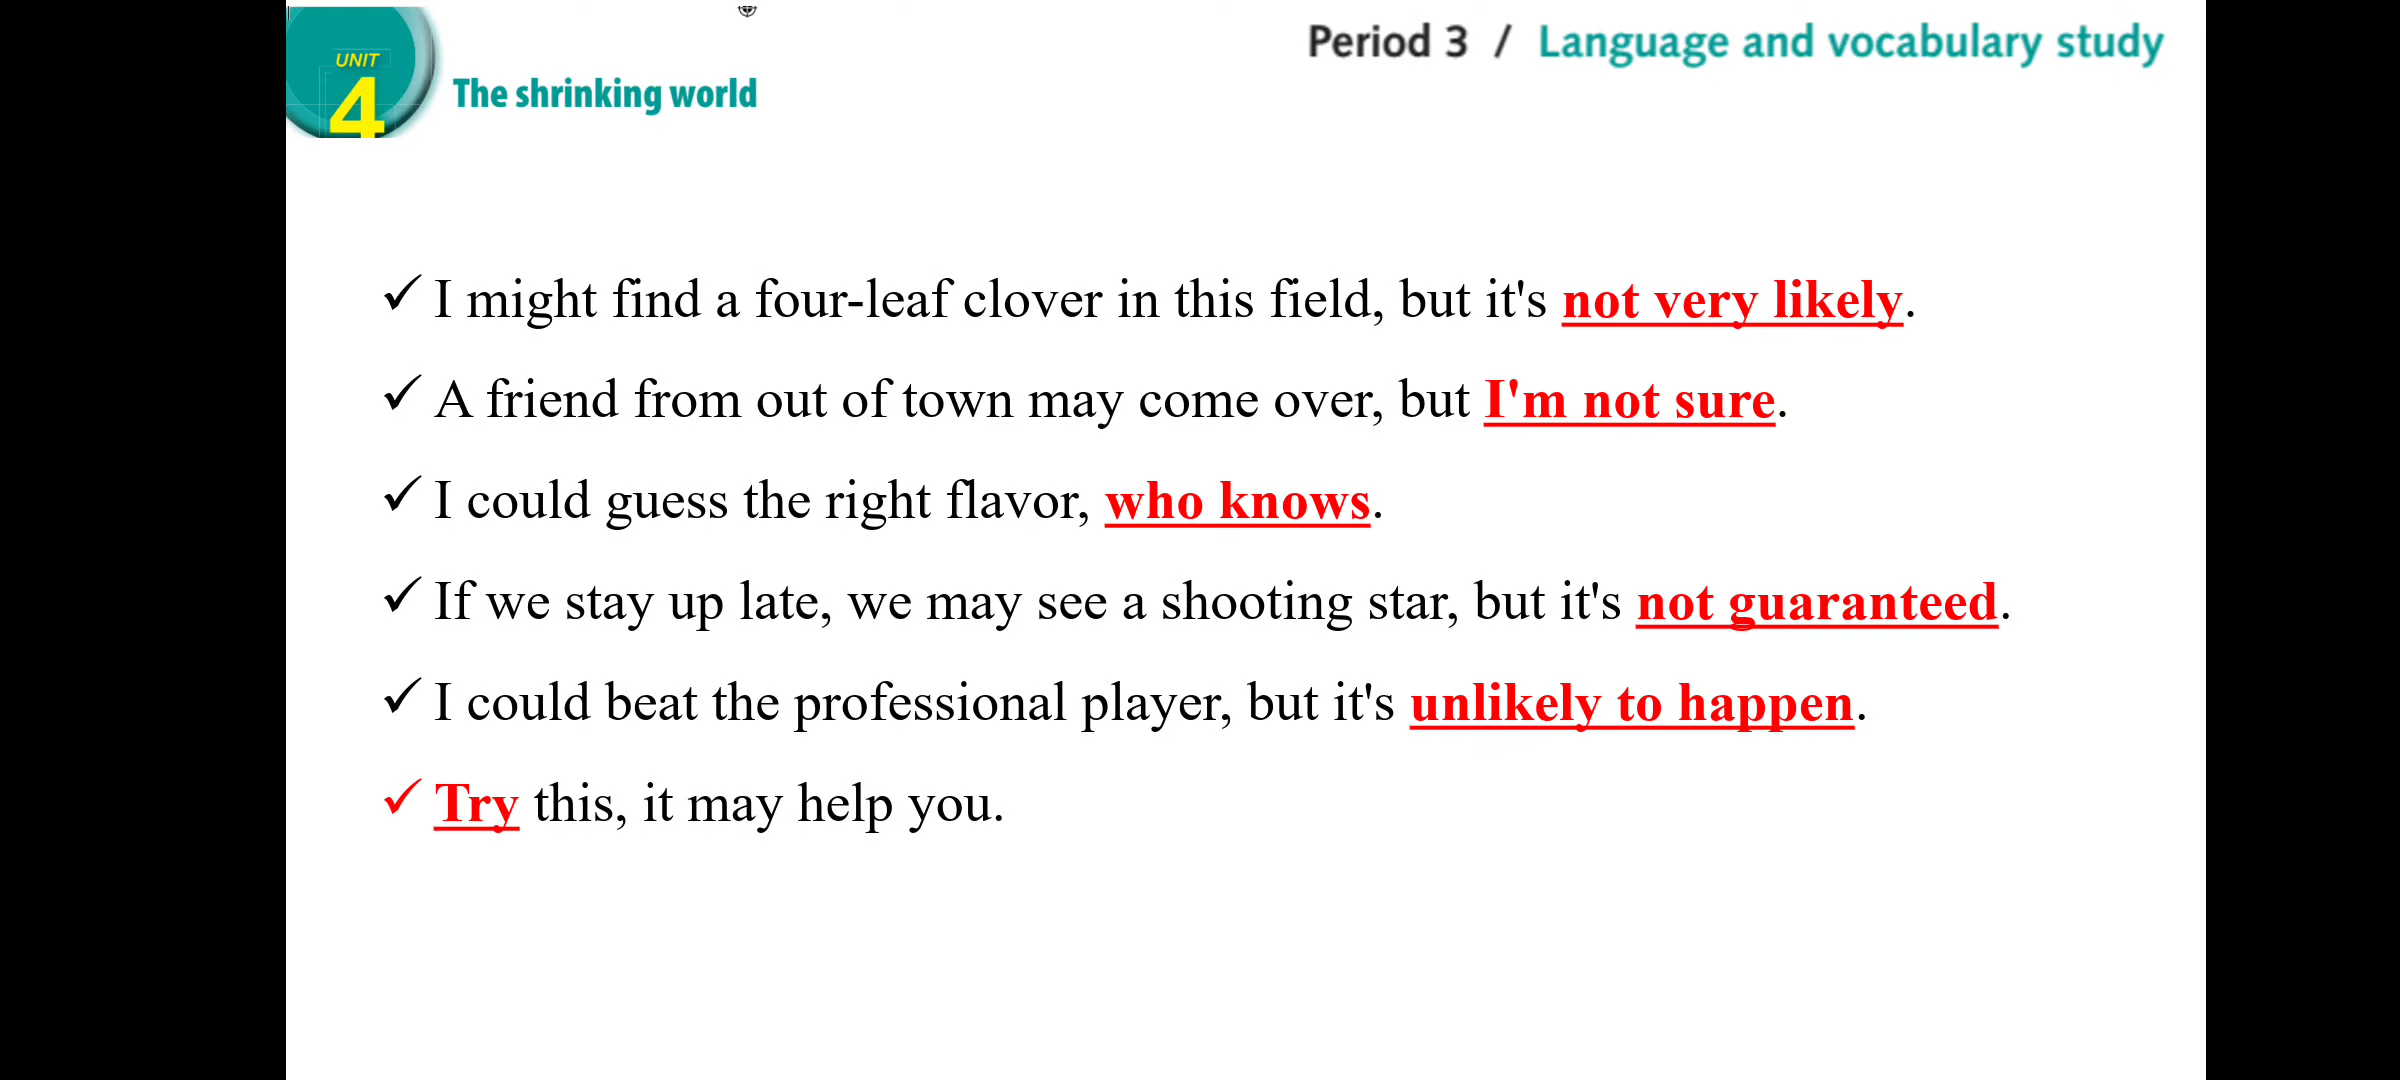 UNIT
4
The shrinking world
Period 3 / Language and vocabulary study
✓ I might find a four-leaf clover in this field, but it's not very likely.
✓ A friend from out of town may come over, but I'm not sure.
✓ I could guess the right flavor, who knows.
✓ If we stay up late, we may see a shooting star, but it's not guaranteed.
✓ I could beat the professional player, but it's unlikely to happen.
✓ Try this, it may help you.